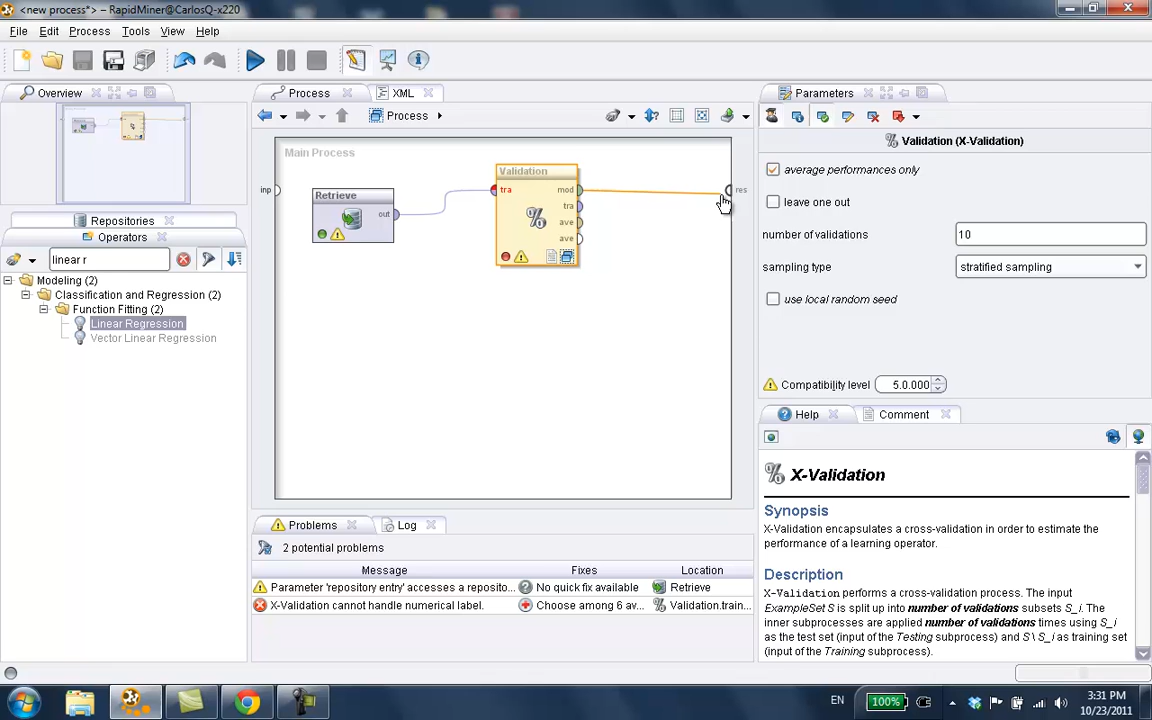 <new process*> – RapidMiner@CarlosQ-x220
File Edit Process Tools View Help
Overview
Process XML
Parameters
Process
Validation (X-Validation)
Main Process
average performances only
inp
Retrieve
out
Validation
tra
mod
tra
ave
ave
res
leave one out
Repositories
Operators
number of validations 10
linear r
sampling type stratified sampling
Modeling (2)
Classification and Regression (2)
Function Fitting (2)
Linear Regression
Vector Linear Regression
use local random seed
Compatibility level 5.0.000
Help Comment
X-Validation
Synopsis
X-Validation encapsulates a cross-validation in order to estimate the
performance of a learning operator.
Description
X-Validation performs a cross-validation process. The input
ExampleSet S is split up into number of validations subsets S_i. The
inner subprocesses are applied number of validations times using S_i
as the test set (input of the Testing subprocess) and S \ S_i as training set
(input of the Training subprocess).
Problems Log
2 potential problems
Message Fixes Location
Parameter 'repository entry' accesses a reposito... No quick fix available Retrieve
X-Validation cannot handle numerical label. Choose among 6 av... Validation.train...
EN 100% 3:31 PM
10/23/2011